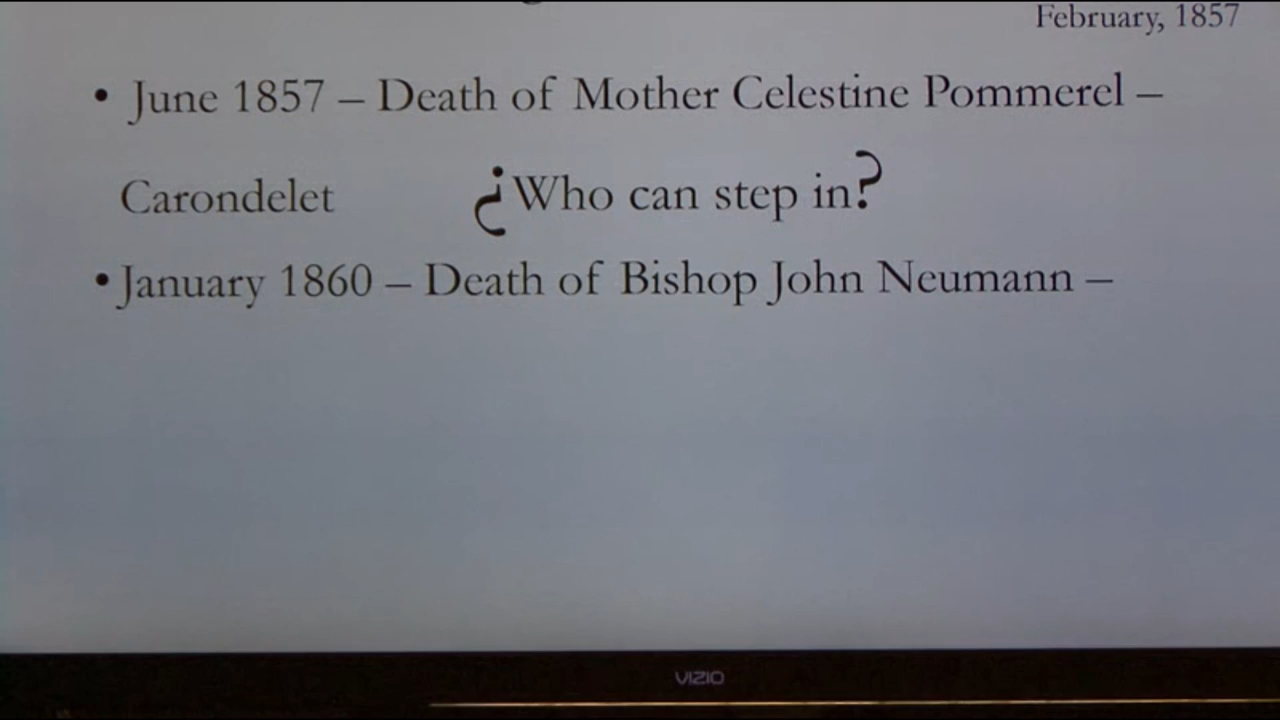 February, 1857
• June 1857 – Death of Mother Celestine Pommerel –
Carondelet ¿Who can step in?
• January 1860 – Death of Bishop John Neumann –
VIZIO